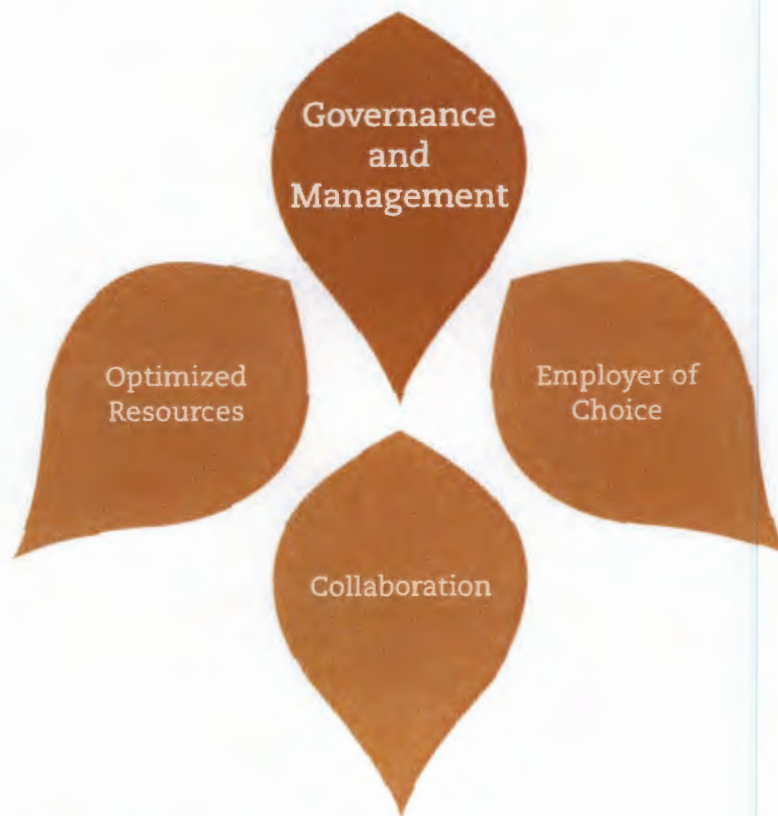 Governance
and
Management
Optimized
Resources
Employer of
Choice
Collaboration